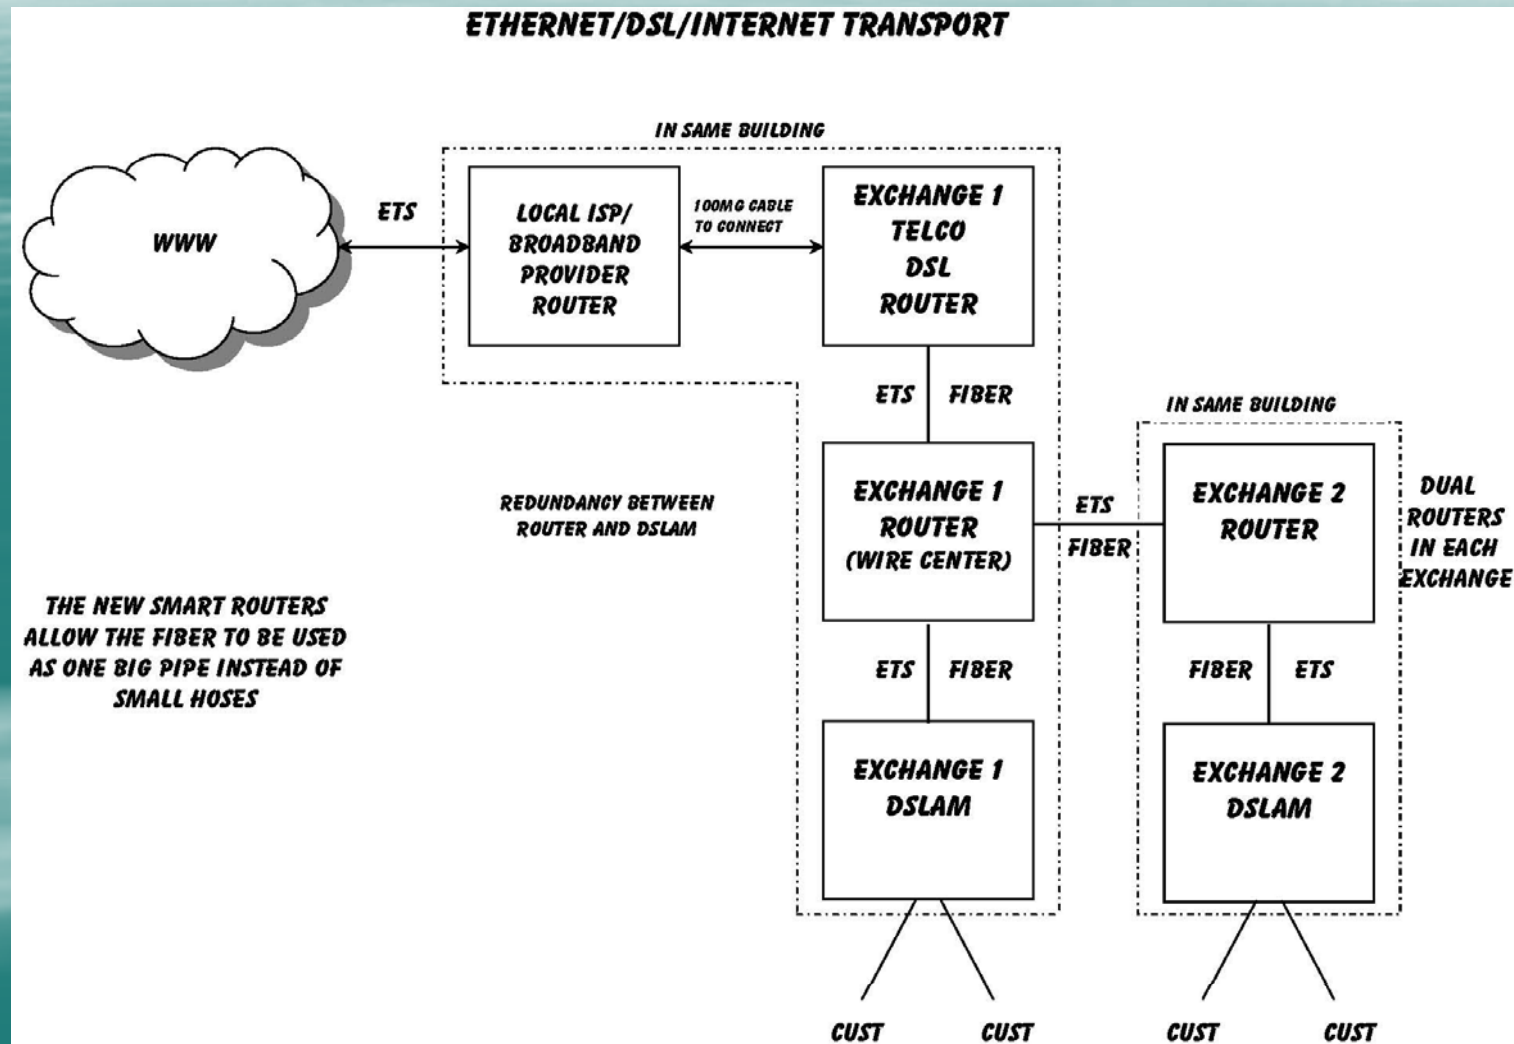 ETHERNET/DSL/INTERNET TRANSPORT
IN SAME BUILDING
WWW
ETS
LOCAL ISP/
BROADBAND
PROVIDER
ROUTER
100MG CABLE
TO CONNECT
EXCHANGE 1
TELCO
DSL
ROUTER
ETS FIBER
IN SAME BUILDING
REDUNDANCY BETWEEN
ROUTER AND DSLAM
EXCHANGE 1
ROUTER
(WIRE CENTER)
ETS
FIBER
EXCHANGE 2
ROUTER
DUAL
ROUTERS
IN EACH
EXCHANGE
THE NEW SMART ROUTERS
ALLOW THE FIBER TO BE USED
AS ONE BIG PIPE INSTEAD OF
SMALL HOSES
ETS FIBER
FIBER ETS
EXCHANGE 1
DSLAM
EXCHANGE 2
DSLAM
CUST
CUST
CUST
CUST